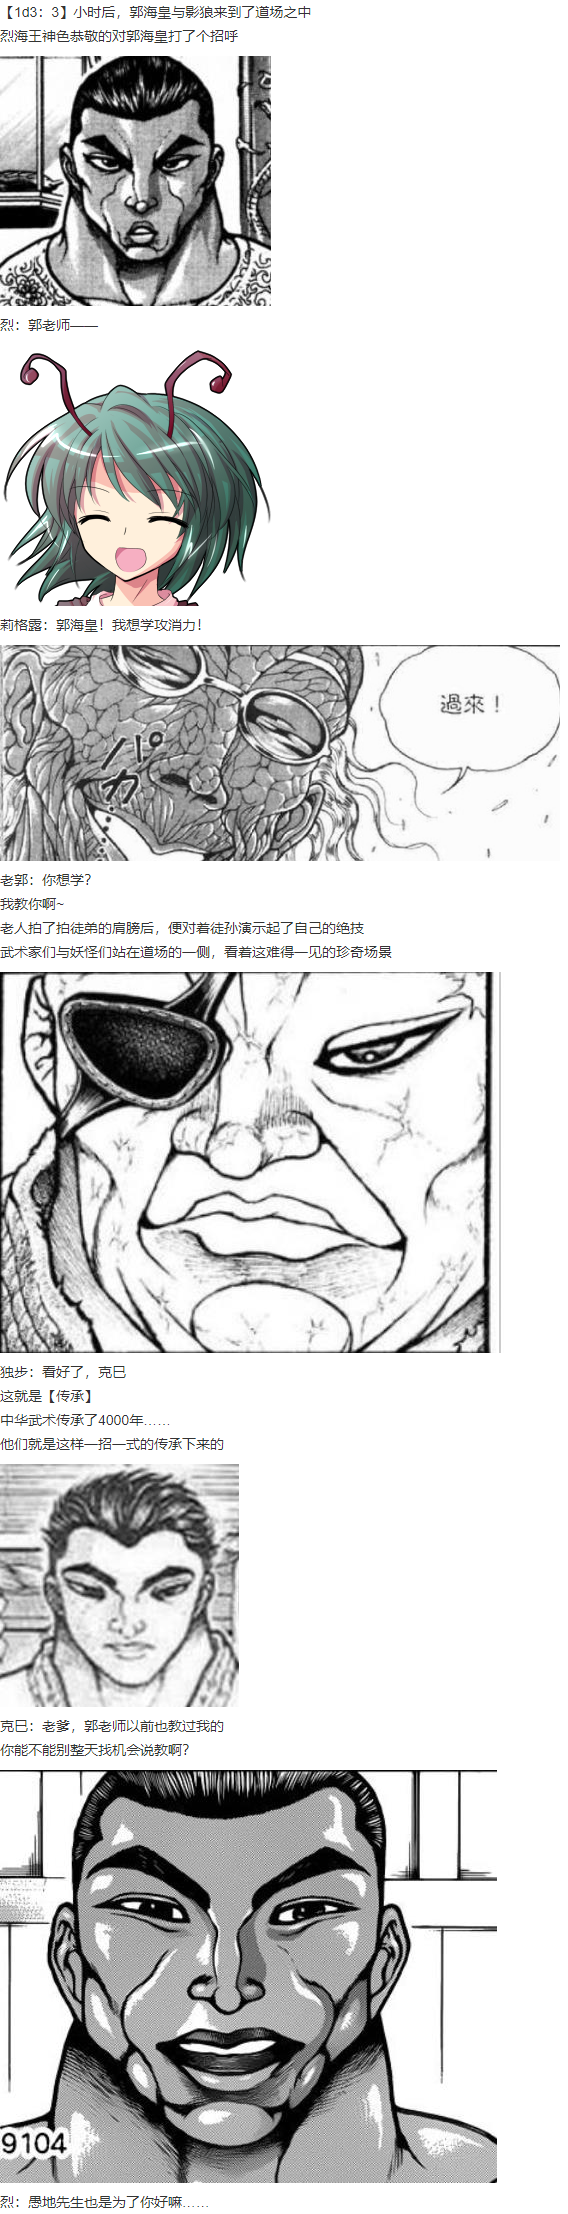 【1d3：3】小时后，郭海皇与影狼来到了道场之中
烈海王神色恭敬的对郭海皇打了个招呼
烈：郭老师——
莉格露：郭海皇！我想学攻消力！
過來！
パカ
老郭：你想学？
我教你啊~
老人拍了拍徒弟的肩膀后，便对着徒孙演示起了自己的绝技
武术家们与妖怪们站在道场的一侧，看着这难得一见的珍奇场景
独步：看好了，克巳
这就是【传承】
中华武术传承了4000年……
他们就是这样一招一式的传承下来的
克巳：老爹，郭老师以前也教过我的
你能不能别整天找机会说教啊？
9104
烈：愚地先生也是为了你好嘛……